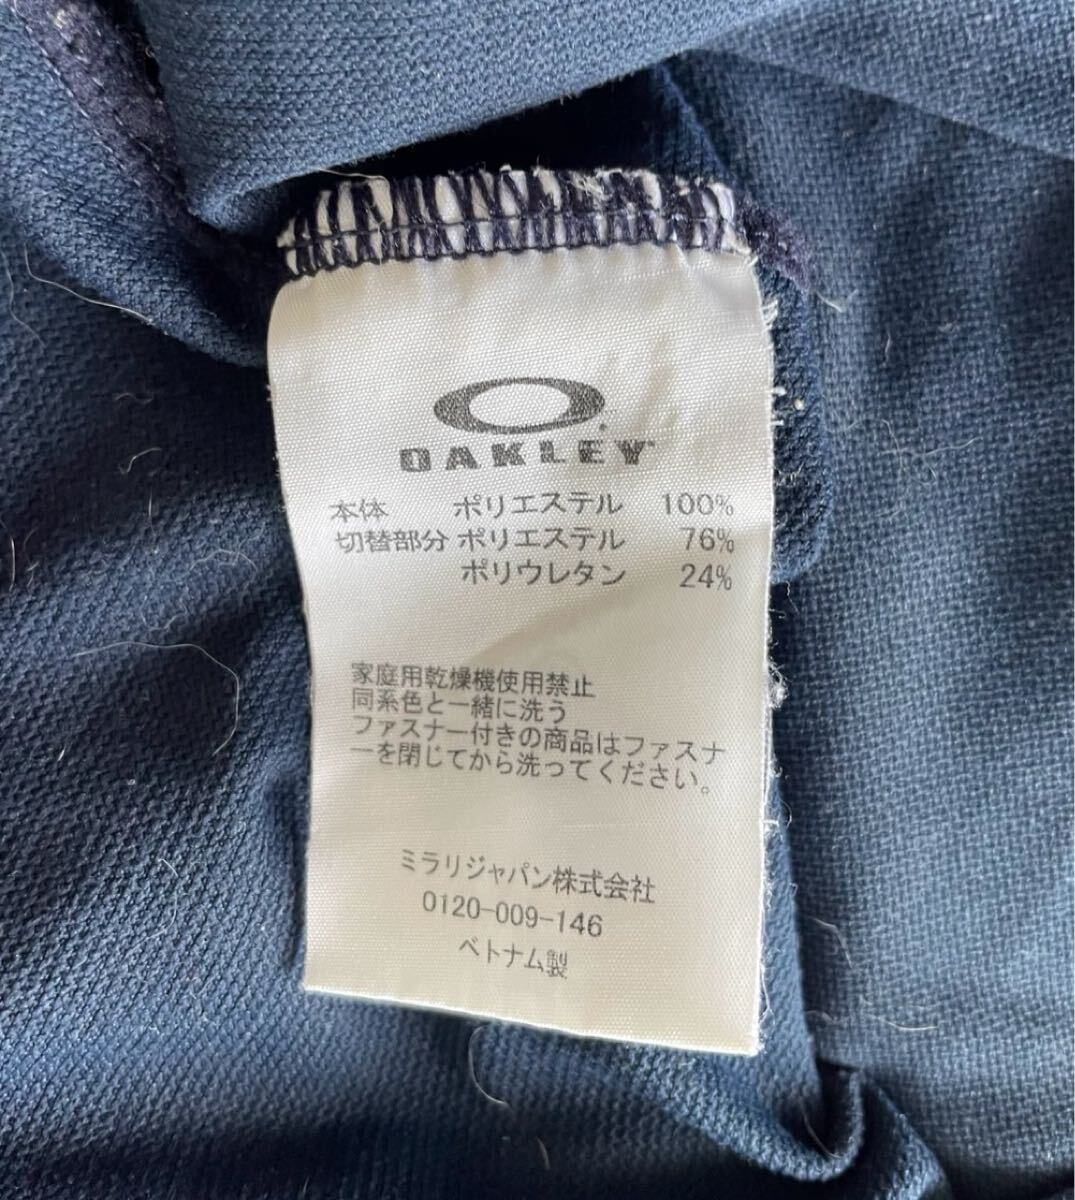 OAKLEY
本体 ポリエステル 100%
切替部分 ポリエステル 76%
ポリウレタン 24%
家庭用乾燥機使用禁止
同系色と一緒に洗う
ファスナー付きの商品はファスナ
ーを閉じてから洗ってください。
ミラリジャパン株式会社
0120-009-146
ベトナム製